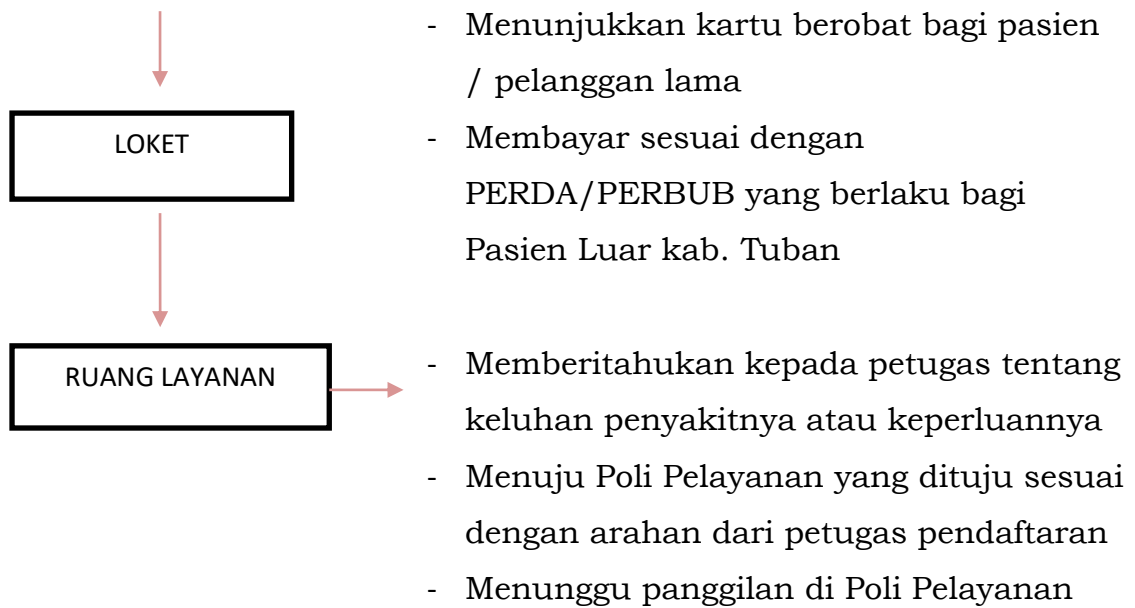 - Menunjukkan kartu berobat bagi pasien
/ pelanggan lama
LOKET
- Membayar sesuai dengan
PERDA/PERBUB yang berlaku bagi
Pasien Luar kab. Tuban
RUANG LAYANAN
- Memberitahukan kepada petugas tentang
keluhan penyakitnya atau keperluannya
- Menuju Poli Pelayanan yang dituju sesuai
dengan arahan dari petugas pendaftaran
- Menunggu panggilan di Poli Pelayanan